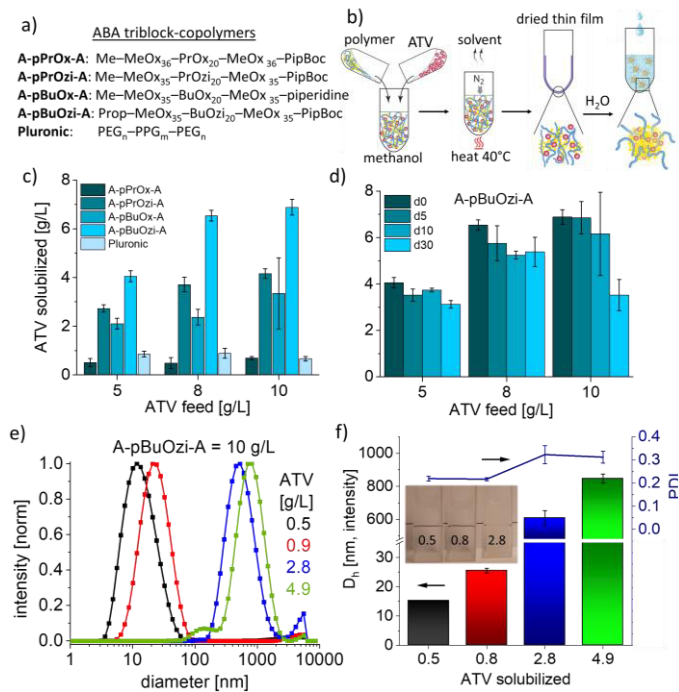 a) ABA triblock-copolymers
A-pPrOx-A: Me–MeOx36–PrOx20–MeOx 36–PipBoc
A-pPrOzi-A: Me–MeOx35–PrOzi20–MeOx 35–PipBoc
A-pBuOx-A: Me–MeOx35–BuOx20–MeOx 35–piperidine
A-pBuOzi-A: Prop–MeOx35–BuOzi20–MeOx 35–PipBoc
Pluronic: PEGn–PPGm–PEGn
b)
polymer ATV solvent dried thin film
N2
H2O
methanol heat 40°C
c)
A-pPrOx-A
A-pPrOzi-A
A-pBuOx-A
A-pBuOzi-A
Pluronic
ATV solubilized [g/L]
8
6
4
2
0
5 8 10
ATV feed [g/L]
d)
A-pBuOzi-A
d0
d5
d10
d30
8
6
4
2
0
5 8 10
ATV feed [g/L]
e)
A-pBuOzi-A = 10 g/L
ATV
[g/L]
0.5
0.9
2.8
4.9
intensity [norm]
1.0
0.8
0.6
0.4
0.2
0.0
1 10 100 1000 10000
diameter [nm]
f)
Dh [nm, intensity]
1000
800
600
30
20
10
0
PDI
0.4
0.3
0.2
0.1
0.0
0.5 0.8 2.8
0.5 0.8 2.8 4.9
ATV solubilized